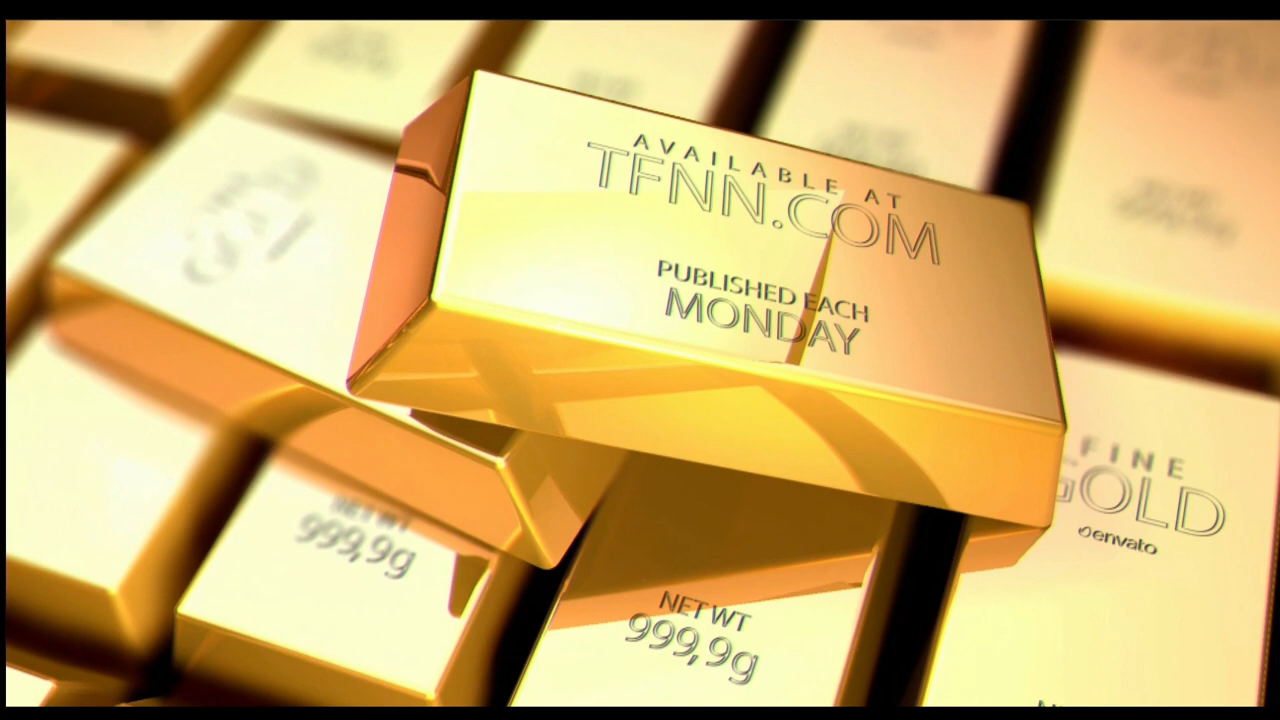 AVAILABLE AT
TFNN.COM
PUBLISHED EACH
MONDAY
FINE
GOLD
envato
NET WT
999,9g
NET WT
999,9g